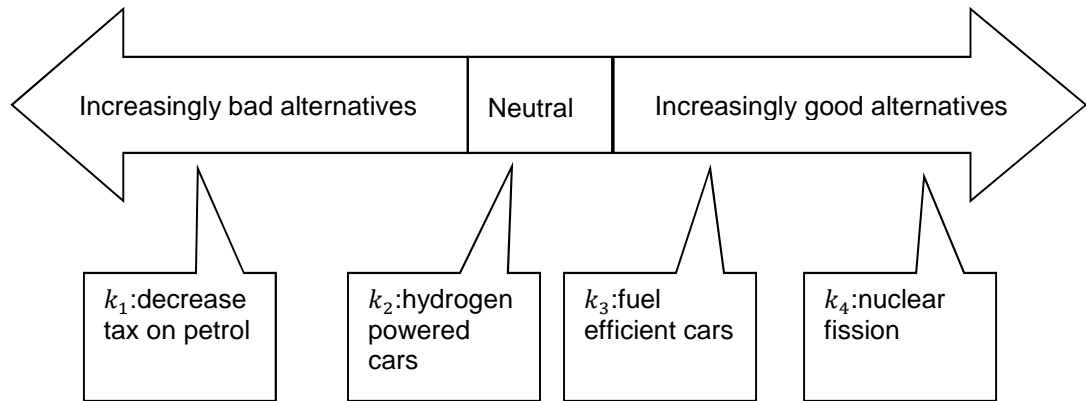 Increasingly bad alternatives
Neutral
Increasingly good alternatives
k₁:decrease
tax on petrol
k₂:hydrogen
powered
cars
k₃:fuel
efficient cars
k₄:nuclear
fission